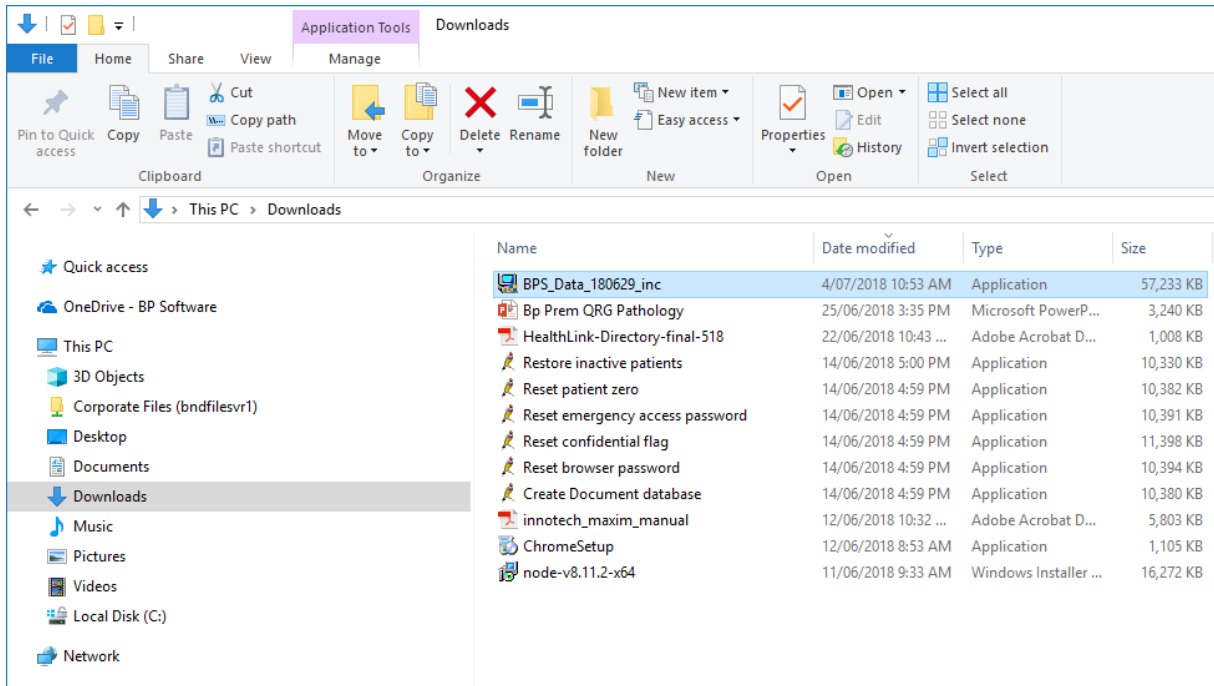 Application Tools Downloads
File Home Share View Manage
Pin to Quick access
Copy
Paste
Cut
Copy path
Paste shortcut
Clipboard
Move to
Copy to
Delete
Rename
Organize
New folder
New item
Easy access
New
Properties
Open
Edit
History
Open
Select all
Select none
Invert selection
Select
This PC > Downloads
Quick access
OneDrive - BP Software
This PC
3D Objects
Corporate Files (bndfilesvr1)
Desktop
Documents
Downloads
Music
Pictures
Videos
Local Disk (C:)
Network
Name Date modified Type Size
BPS_Data_180629_inc 4/07/2018 10:53 AM Application 57,233 KB
Bp Prem QRG Pathology 25/06/2018 3:35 PM Microsoft PowerP... 3,240 KB
HealthLink-Directory-final-518 22/06/2018 10:43 ... Adobe Acrobat D... 1,008 KB
Restore inactive patients 14/06/2018 5:00 PM Application 10,330 KB
Reset patient zero 14/06/2018 4:59 PM Application 10,382 KB
Reset emergency access password 14/06/2018 4:59 PM Application 10,391 KB
Reset confidential flag 14/06/2018 4:59 PM Application 11,398 KB
Reset browser password 14/06/2018 4:59 PM Application 10,394 KB
Create Document database 14/06/2018 4:59 PM Application 10,380 KB
innotech_maxim_manual 12/06/2018 10:32 ... Adobe Acrobat D... 5,803 KB
ChromeSetup 12/06/2018 8:53 AM Application 1,105 KB
node-v8.11.2-x64 11/06/2018 9:33 AM Windows Installer ... 16,272 KB